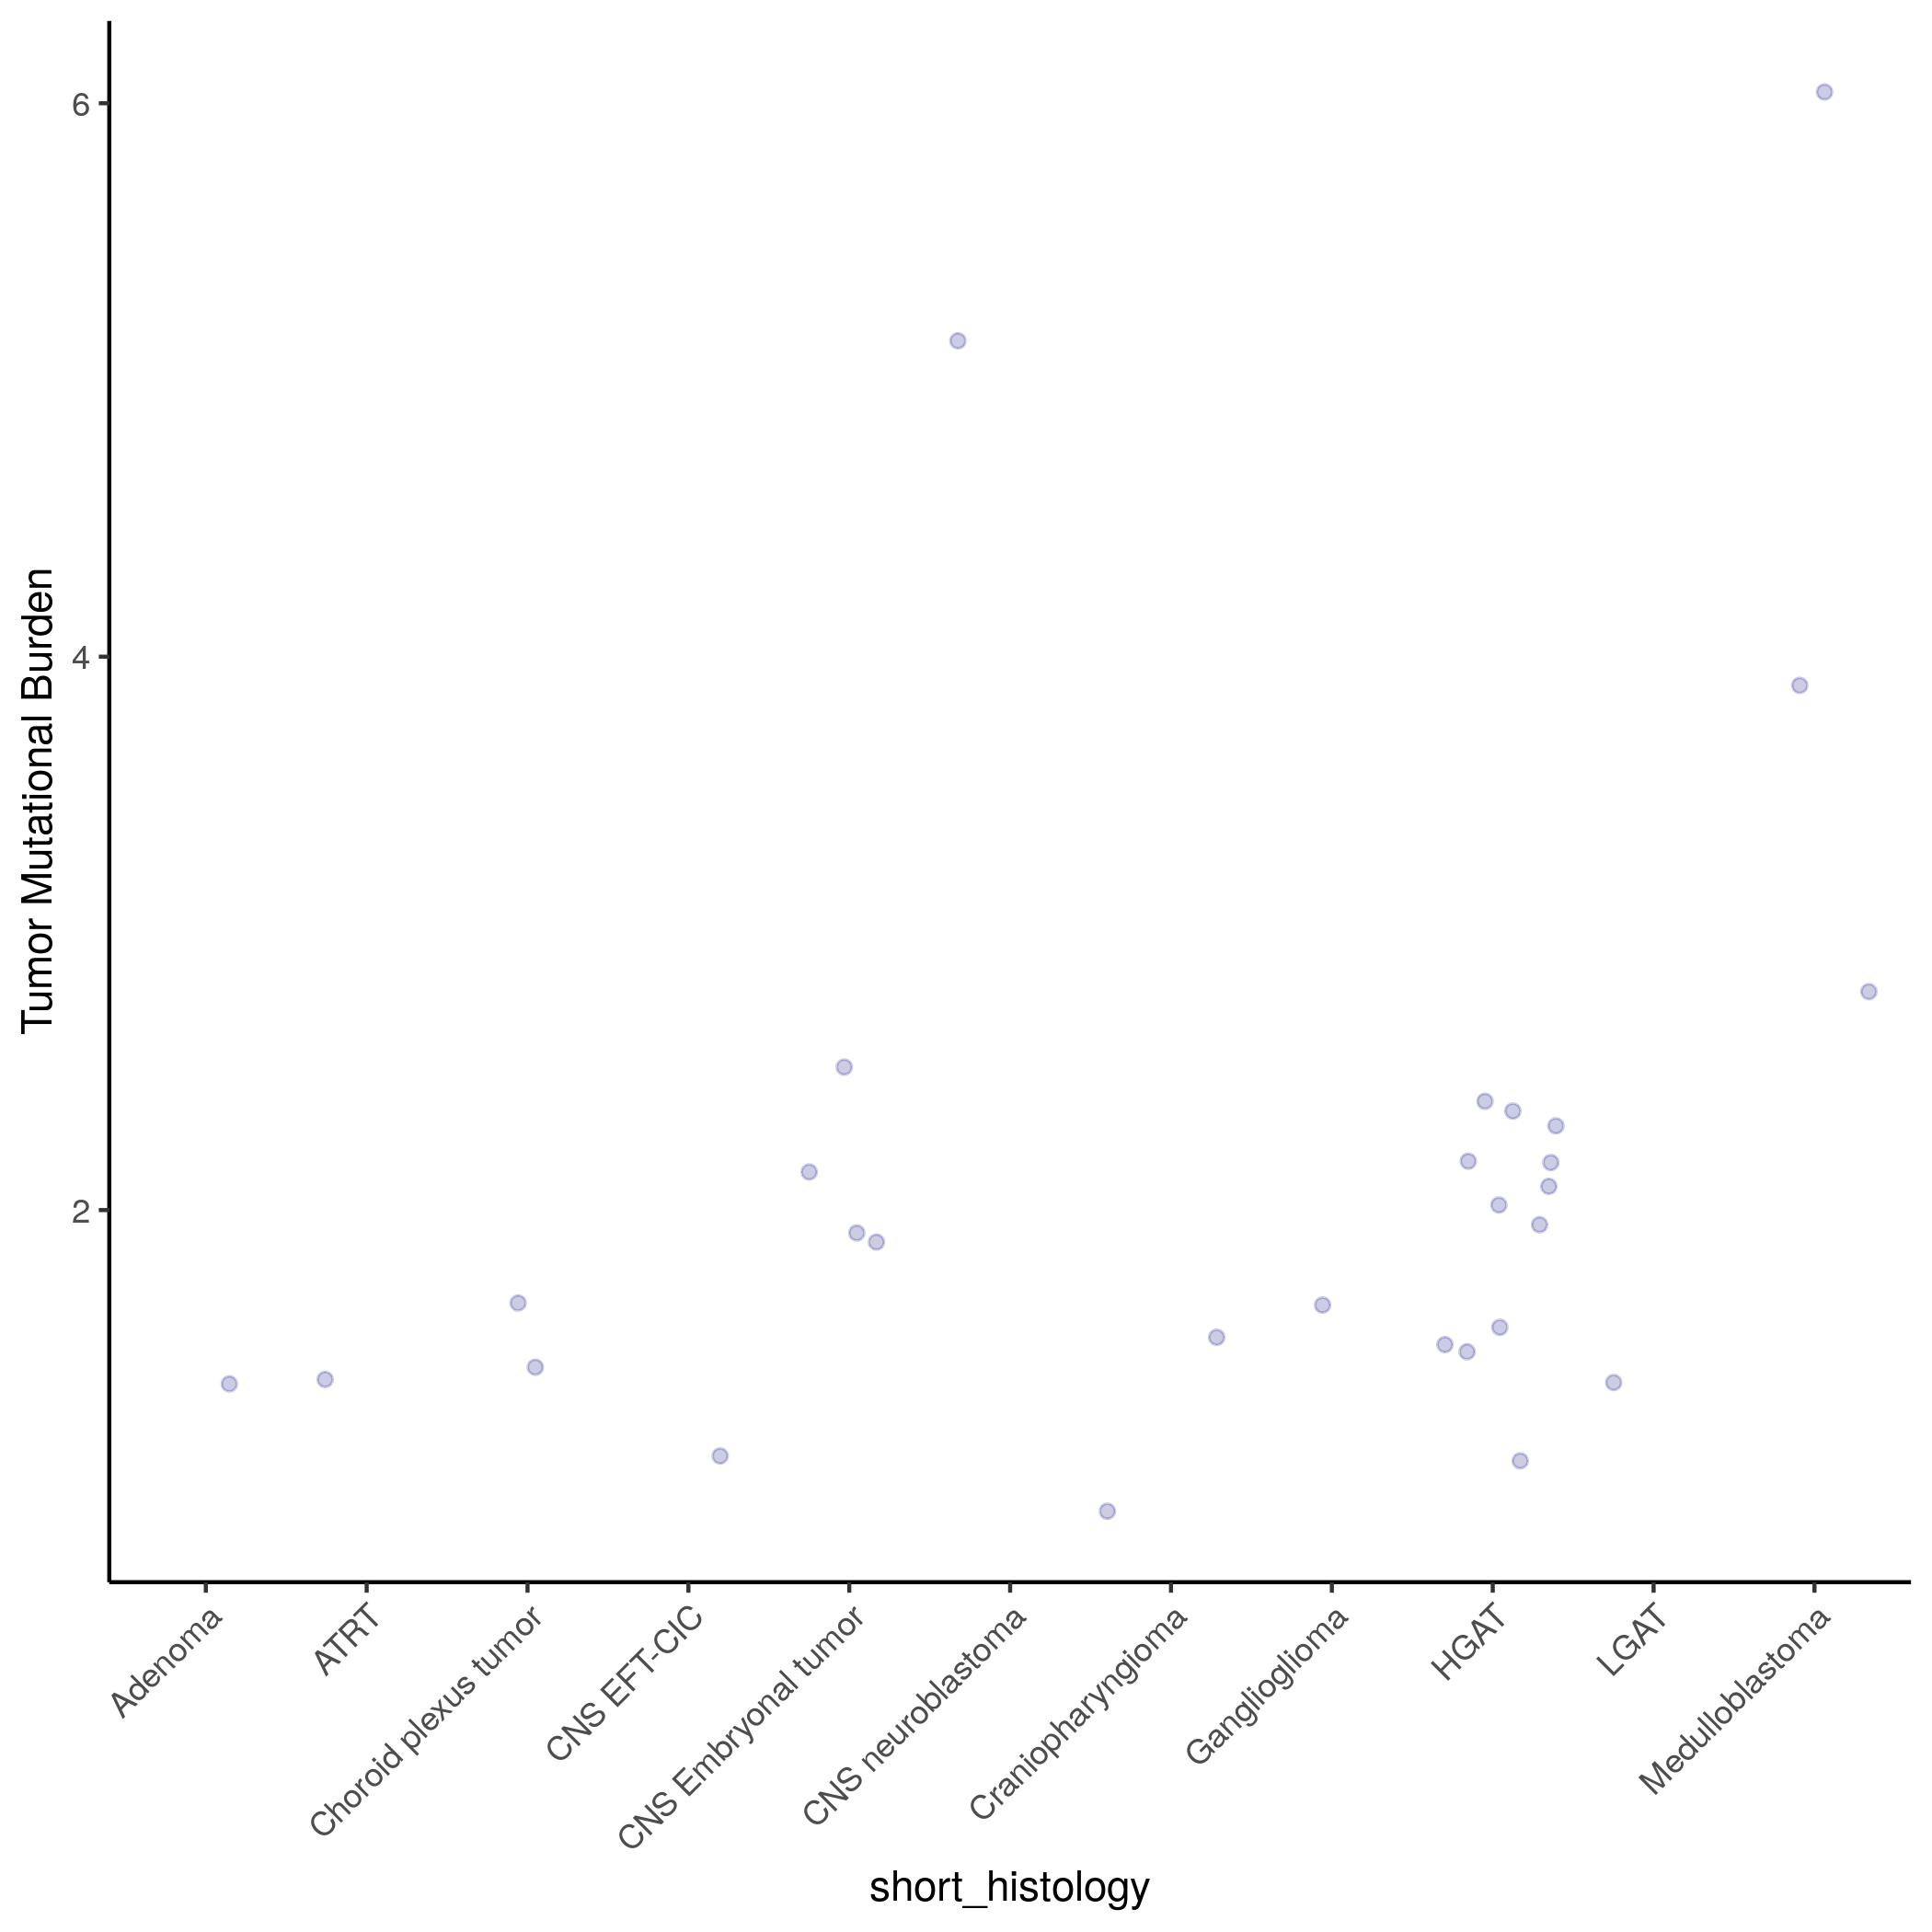 Tumor Mutational Burden
6
4
2
Adenoma
ATRT
Choroid plexus tumor
CNS EFT-CIC
CNS Embryonal tumor
CNS neuroblastoma
Craniopharyngioma
Ganglioglioma
HGAT
LGAT
Medulloblastoma
short_histology